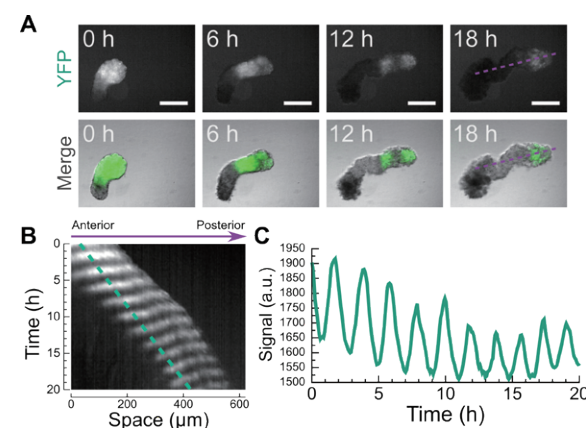 A
YFP
0 h
6 h
12 h
18 h
Merge
0 h
6 h
12 h
18 h
Anterior
Posterior
B
Time (h)
0
5
10
15
20
0
200
400
600
Space (μm)
C
Signal (a.u.)
1950
1900
1850
1800
1750
1700
1650
1600
1550
1500
0
5
10
15
20
Time (h)